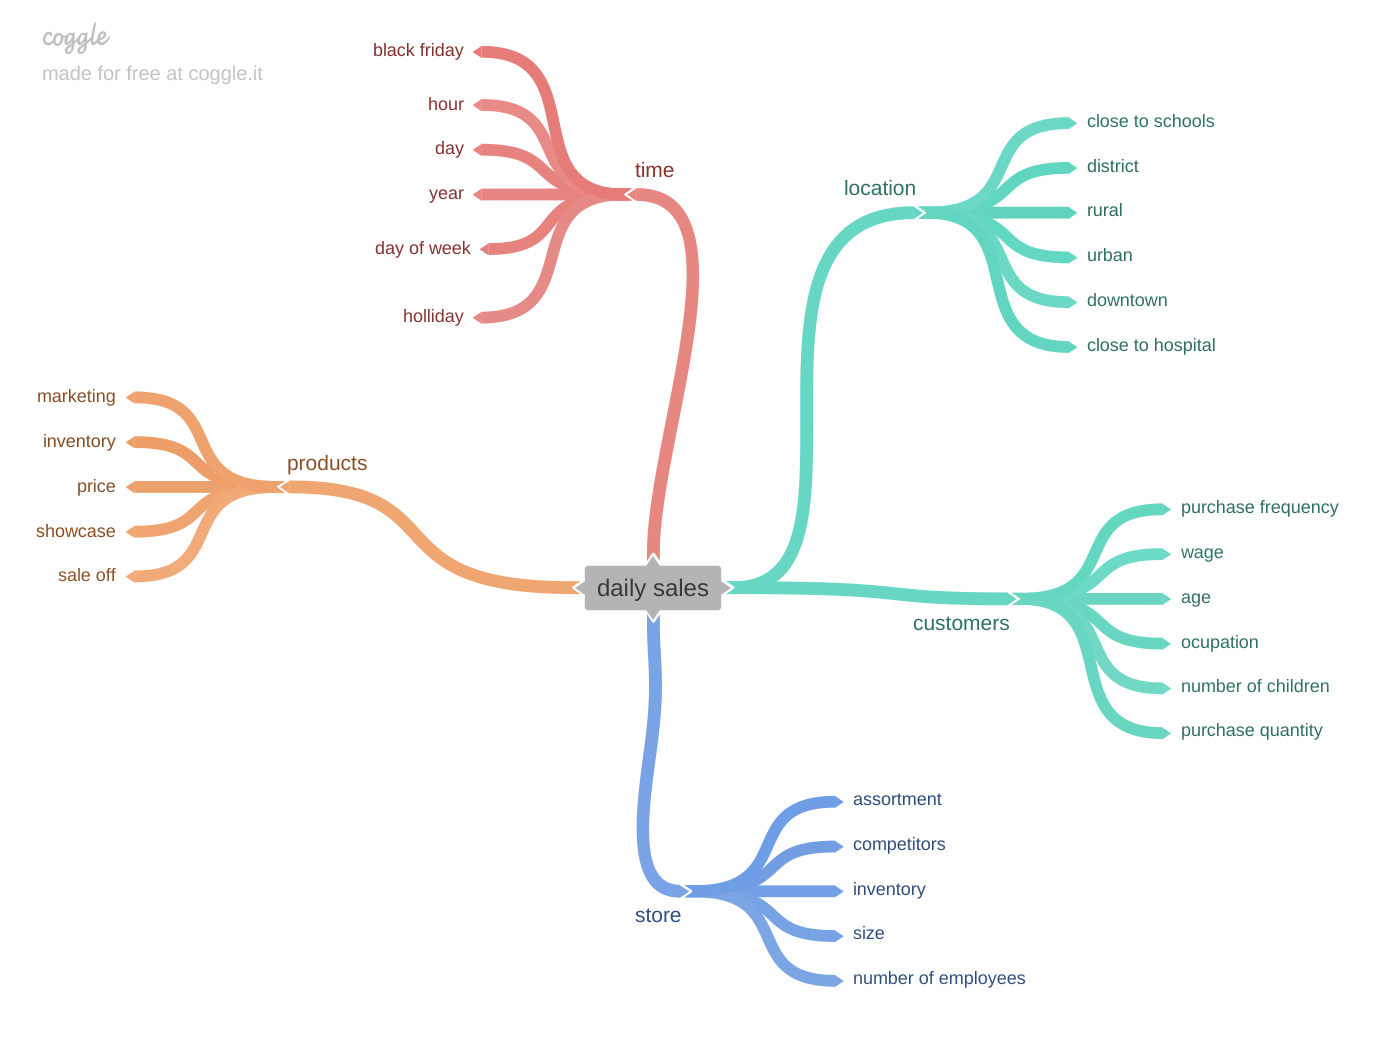 coggle
made for free at coggle.it
black friday
hour
day
year
day of week
holliday
time
location
close to schools
district
rural
urban
downtown
close to hospital
marketing
inventory
price
showcase
sale off
products
daily sales
customers
purchase frequency
wage
age
ocupation
number of children
purchase quantity
store
assortment
competitors
inventory
size
number of employees